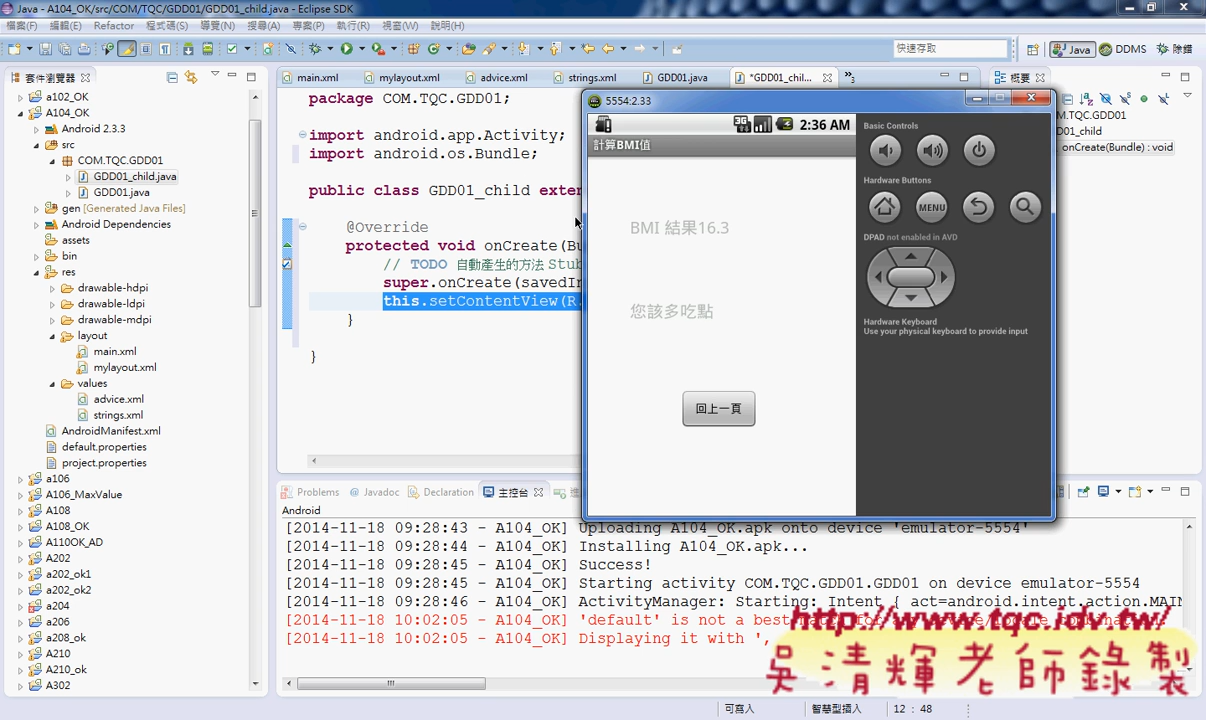 Java - A104_OK/src/COM/TQC/GDD01/GDD01_child.java - Eclipse SDK
檔案(F) 編輯(E) Refactor 程式碼(S) 導覽(N) 搜尋(A) 專案(P) 執行(R) 視窗(W) 說明(H)
快速存取
Java DDMS 除錯
套件瀏覽器
main.xml mylayout.xml advice.xml strings.xml GDD01.java *GDD01_chil... »3
概要
a102_OK
A104_OK
Android 2.3.3
src
COM.TQC.GDD01
GDD01_child.java
GDD01.java
gen [Generated Java Files]
Android Dependencies
assets
bin
res
drawable-hdpi
drawable-ldpi
drawable-mdpi
layout
main.xml
mylayout.xml
values
advice.xml
strings.xml
AndroidManifest.xml
default.properties
project.properties
a106
A106_MaxValue
A108
A108_OK
A110OK_AD
A202
a202_ok1
a202_ok2
a204
a206
a208_ok
A210
A210_ok
A302
package COM.TQC.GDD01;
import android.app.Activity;
import android.os.Bundle;
public class GDD01_child exten
@Override
protected void onCreate(Bu
// TODO 自動產生的方法 Stub
super.onCreate(savedIn
this.setContentView(R.
}
}
5554:2.33
3G 2:36 AM
計算BMI值
BMI 結果16.3
您該多吃點
回上一頁
Basic Controls
Hardware Buttons
MENU
DPAD not enabled in AVD
Hardware Keyboard
Use your physical keyboard to provide input
M.TQC.GDD01
D01_child
onCreate(Bundle) : void
Problems Javadoc Declaration 主控台
Android
[2014-11-18 09:28:43 - A104_OK] Uploading A104_OK.apk onto device 'emulator-5554'
[2014-11-18 09:28:44 - A104_OK] Installing A104_OK.apk...
[2014-11-18 09:28:45 - A104_OK] Success!
[2014-11-18 09:28:45 - A104_OK] Starting activity COM.TQC.GDD01.GDD01 on device emulator-5554
[2014-11-18 09:28:46 - A104_OK] ActivityManager: Starting: Intent { act=android.intent.action.MAIN
[2014-11-18 10:02:05 - A104_OK] 'default' is not a best match for any device/locale combination.
[2014-11-18 10:02:05 - A104_OK] Displaying it with ',
http://www.tqc.idv.tw/
吳清輝老師錄製
可寫入 智慧型插入 12 : 48